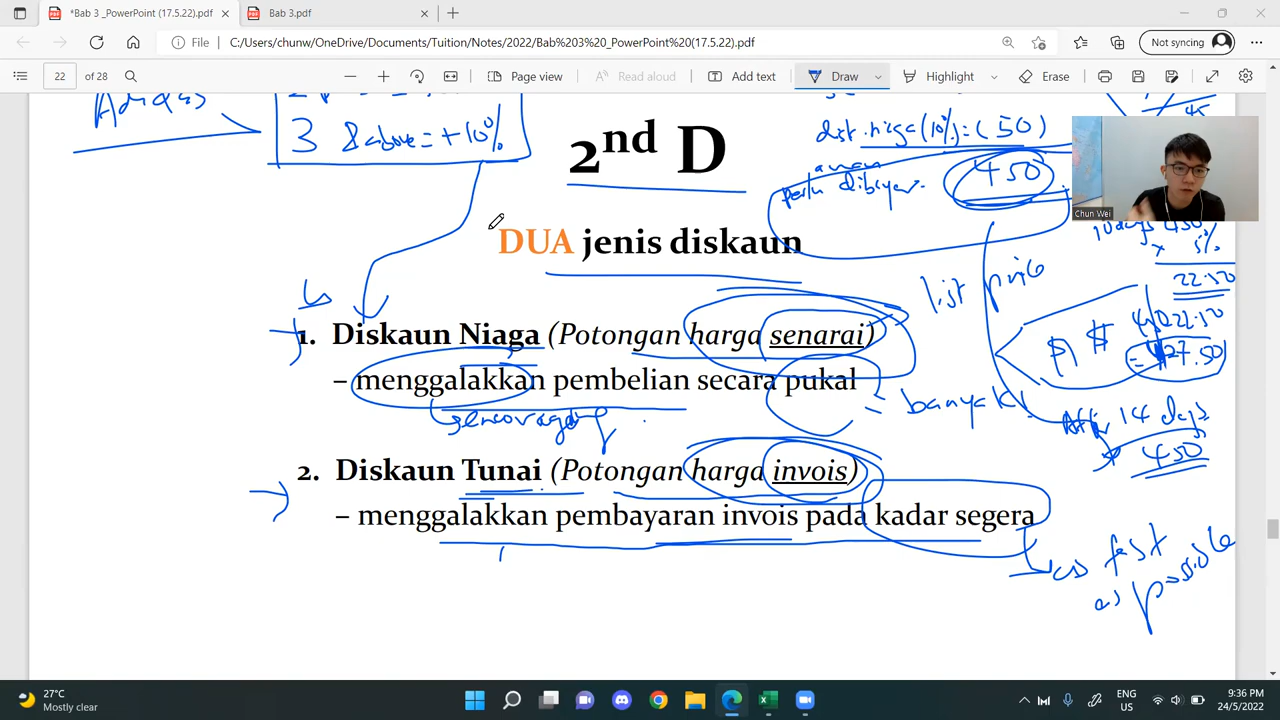 *Bab 3 _PowerPoint (17.5.22).pdf
Bab 3.pdf
File
C:/Users/chunw/OneDrive/Documents/Tuition/Notes/2022/Bab%203%20_PowerPoint%20(17.5.22).pdf
Not syncing
22 of 28
Page view
Read aloud
Add text
Draw
Highlight
Erase
3 & above = +10%
2nd D
disk. niaga (10%) = (50)
perlu dibayar.
450
Chun Wei
10 days 450
x 5%
22.50
DUA jenis diskaun
list price
1. Diskaun Niaga (Potongan harga senarai)
– menggalakkan pembelian secara pukal
= banyak!
encouraging
After 14 days
450
2. Diskaun Tunai (Potongan harga invois)
– menggalakkan pembayaran invois pada kadar segera
as fast
as possible
27°C
Mostly clear
ENG
US
9:36 PM
24/5/2022